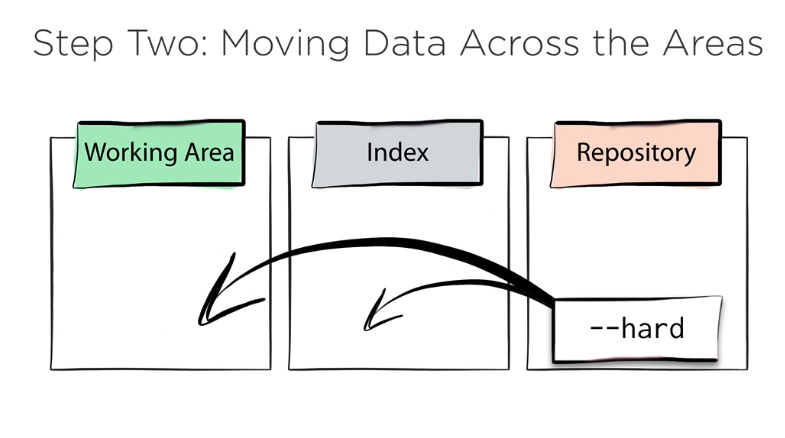 Step Two: Moving Data Across the Areas
Working Area
Index
Repository
--hard